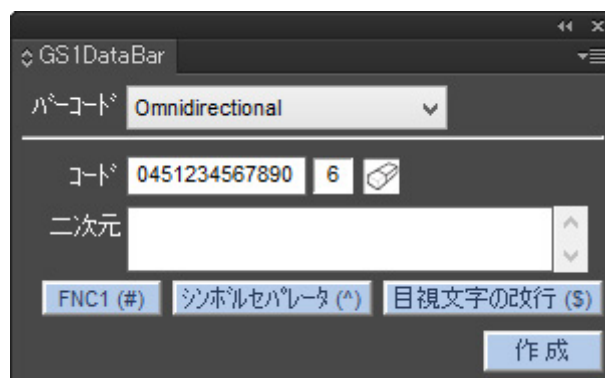 GS1DataBar
ﾊﾞｰｺｰﾄﾞ Omnidirectional
ｺｰﾄﾞ 0451234567890 6
二次元
FNC1 (#) ｼﾝﾎﾞﾙｾﾊﾟﾚｰﾀ (^) 目視文字の改行 ($)
作成